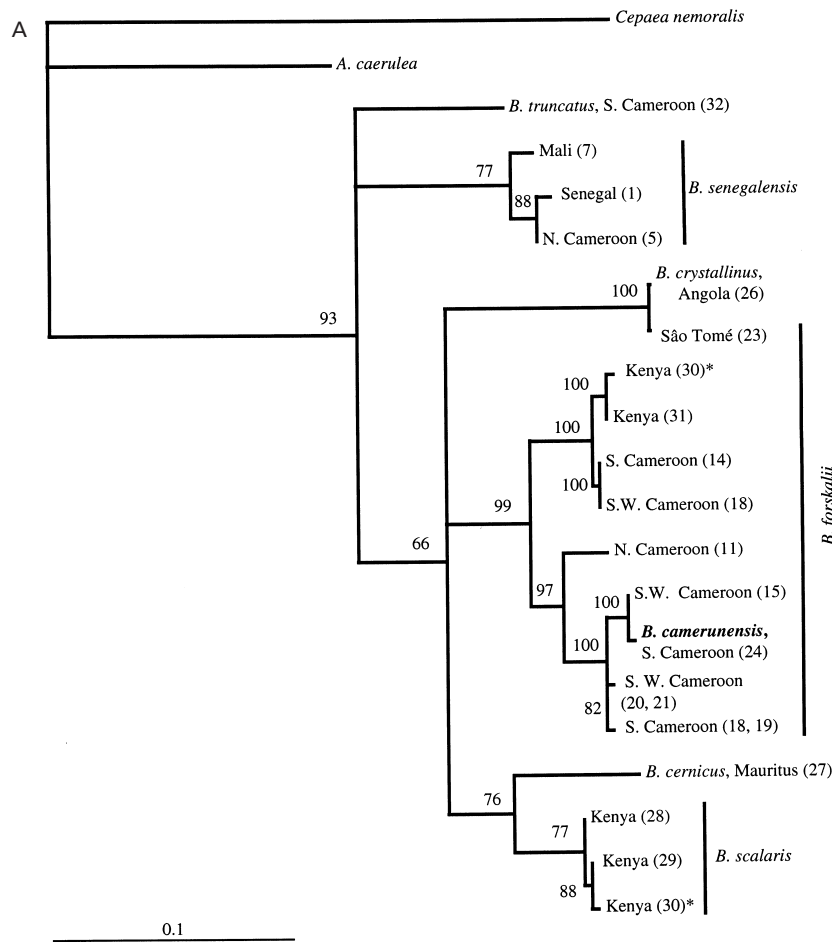 A
Cepaea nemoralis
A. caerulea
B. truncatus, S. Cameroon (32)
Mali (7)
77
Senegal (1)
88
B. senegalensis
N. Cameroon (5)
B. crystallinus,
100
Angola (26)
93
Sâo Tomé (23)
Kenya (30)*
100
Kenya (31)
100
S. Cameroon (14)
100
S.W. Cameroon (18)
99
B. forskalii
66
N. Cameroon (11)
97
S.W. Cameroon (15)
100
B. camerunensis,
100
S. Cameroon (24)
S. W. Cameroon
(20, 21)
82
S. Cameroon (18, 19)
B. cernicus, Mauritus (27)
76
Kenya (28)
77
Kenya (29)
B. scalaris
88
Kenya (30)*
0.1